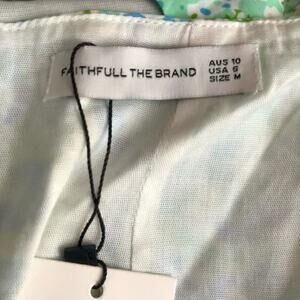 FAITHFULL THE BRAND
AUS 10
USA 6
SIZE M